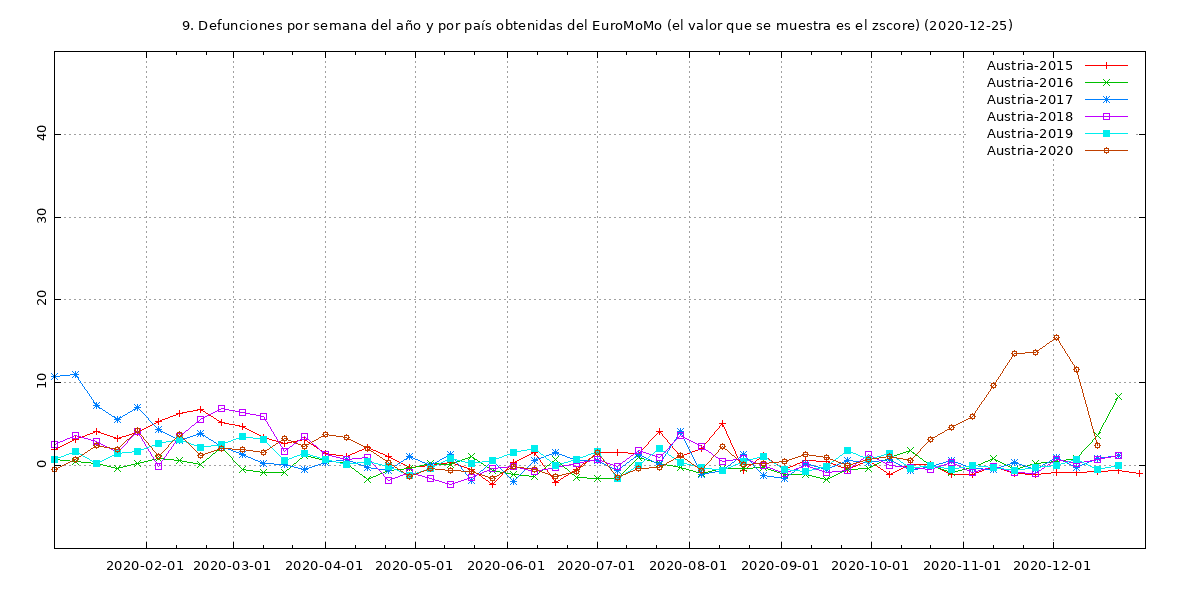 9. Defunciones por semana del año y por país obtenidas del EuroMoMo (el valor que se muestra es el zscore) (2020-12-25)
Austria-2015
Austria-2016
Austria-2017
Austria-2018
Austria-2019
Austria-2020
40
30
20
10
0
2020-02-01 2020-03-01 2020-04-01 2020-05-01 2020-06-01 2020-07-01 2020-08-01 2020-09-01 2020-10-01 2020-11-01 2020-12-01